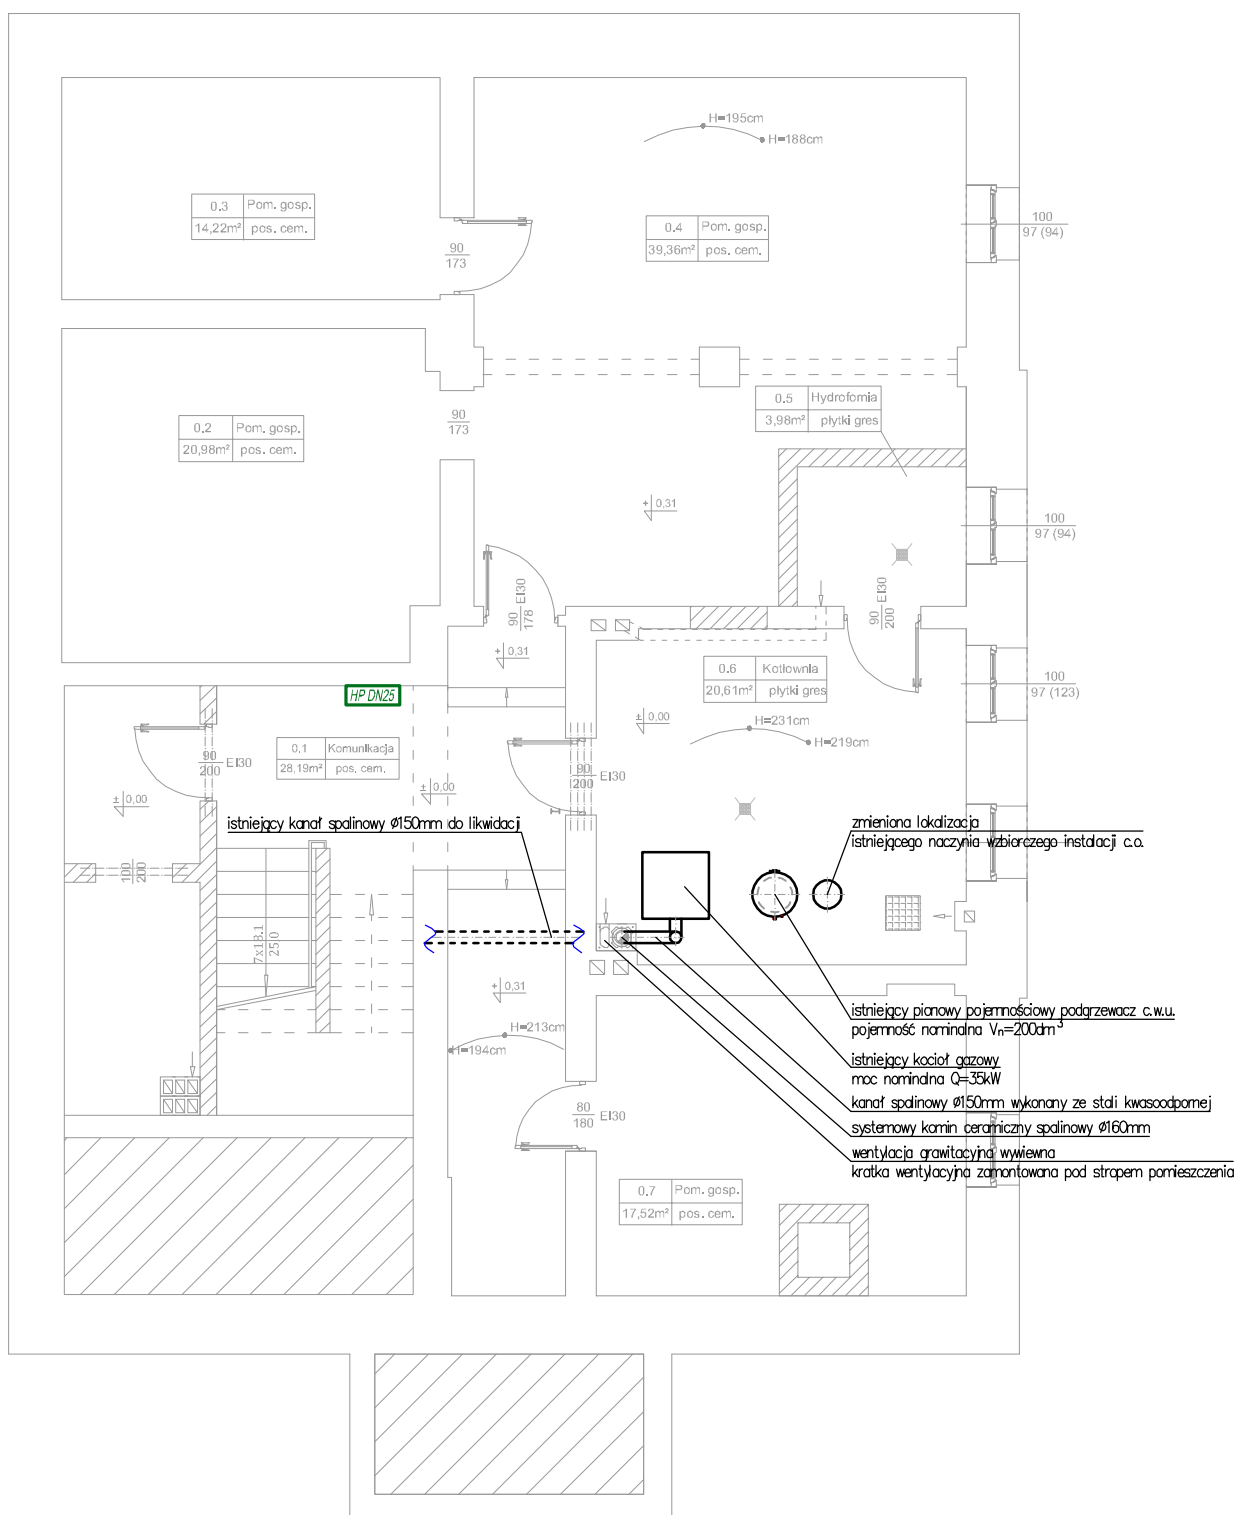 H=195cm
H=188cm
0.3 Pom. gosp.
14,22m² pos. cem.
0.4 Pom. gosp.
39,36m² pos. cem.
100
97 (94)
90
173
0.5 Hydrofornia
3,98m² płytki gres
0.2 Pom. gosp.
20,98m² pos. cem.
90
173
+ 0,31
100
97 (94)
90 EI30
178
90 EI30
200
+ 0,31
0.6 Kotłownia
20,61m² płytki gres
100
97 (123)
HP DN25
± 0,00
H=231cm
H=219cm
0.1 Komunikacja
28,19m² pos. cem.
90 EI30
200
90 EI30
200
± 0,00
± 0,00
istniejący kanał spalinowy Ø150mm do likwidacji
zmieniona lokalizacja
istniejącego naczynia wzbiorczego instalacji c.o.
100
200
7x18.1
25.0
+ 0,31
H=213cm
H=194cm
istniejący pionowy pojemnościowy podgrzewacz c.w.u.
pojemność nominalna Vn=200dm³
istniejący kocioł gazowy
moc nominalna Q=35kW
kanał spalinowy Ø150mm wykonany ze stali kwasoodpornej
80 EI30
180
systemowy komin ceramiczny spalinowy Ø160mm
wentylacja grawitacyjna wywiewna
kratka wentylacyjna zamontowana pod stropem pomieszczenia
0.7 Pom. gosp.
17,52m² pos. cem.